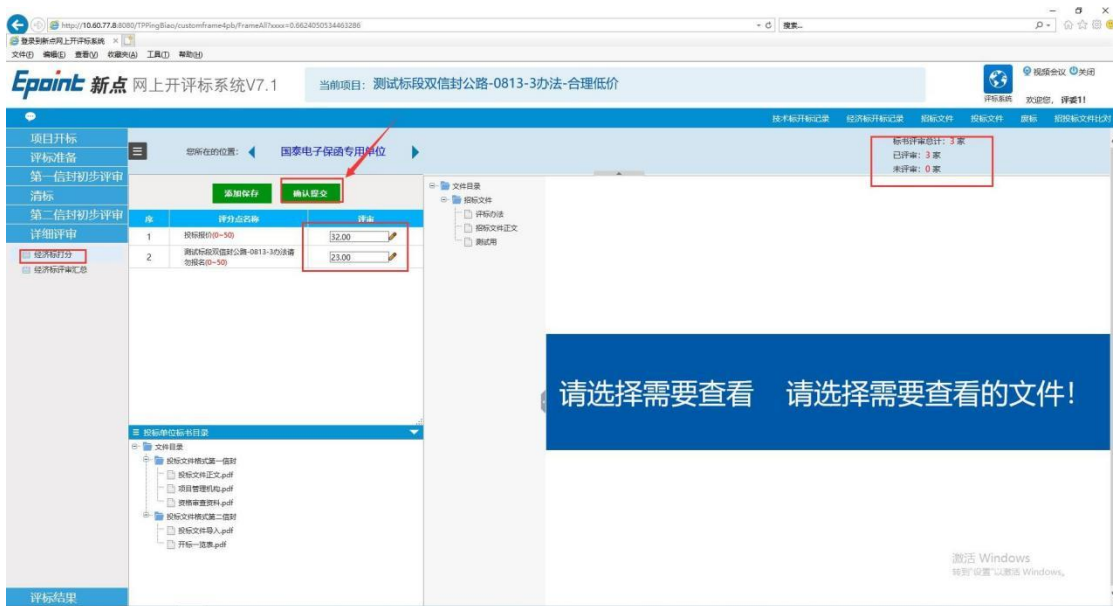 http://10.60.77.8:8080/TPPingBiao/customframe4pb/FrameAll?xxxx=0.6624050534463286
搜索...
登录到新点网上开评标系统
文件(F) 编辑(E) 查看(V) 收藏夹(A) 工具(T) 帮助(H)
Epoint 新点 网上开评标系统V7.1
当前项目: 测试标段双信封公路-0813-3办法-合理低价
评标系统
视频会议 关闭
欢迎您, 评委1!
技术标开标记录 经济标开标记录 招标文件 投标文件 废标 招投标文件比对
项目开标
评标准备
第一信封初步评审
清标
第二信封初步评审
详细评审
经济标打分
经济标评审汇总
评标结果
您所在的位置: 国泰电子保函专用单位
标书评审总计: 3 家
已评审: 3 家
未评审: 0 家
添加保存 确认提交
序 评分点名称 评审
1 投标报价(0~50) 32.00
2 测试标段双信封公路-0813-3办法请勿报名(0~50) 23.00
文件目录
招标文件
评标办法
招标文件正文
测试用
请选择需要查看 请选择需要查看的文件!
投标单位标书目录
文件目录
投标文件格式第一信封
投标文件正文.pdf
项目管理机构.pdf
资格审查资料.pdf
投标文件格式第二信封
投标文件导入.pdf
开标一览表.pdf
激活 Windows
转到"设置"以激活 Windows。